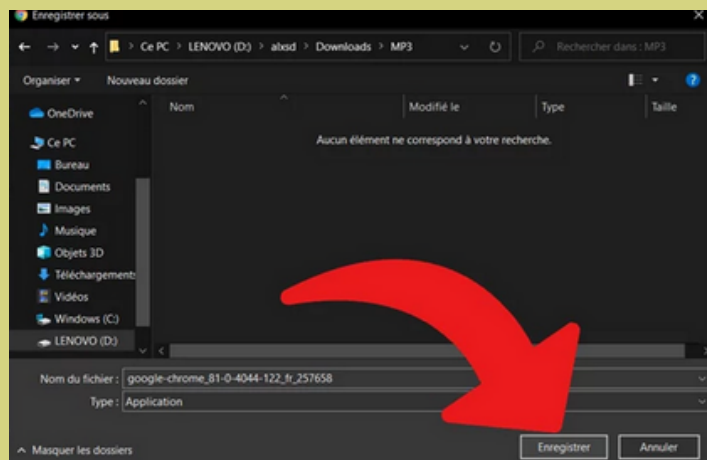 Enregistrer sous
Ce PC > LENOVO (D:) > alxsd > Downloads > MP3
Rechercher dans : MP3
Organiser
Nouveau dossier
Nom
Modifié le
Type
Taille
Aucun élément ne correspond à votre recherche.
OneDrive
Ce PC
Bureau
Documents
Images
Musique
Objets 3D
Téléchargements
Vidéos
Windows (C:)
LENOVO (D:)
Nom du fichier : google-chrome_81-0-4044-122_fr_257658
Type : Application
Masquer les dossiers
Enregistrer
Annuler